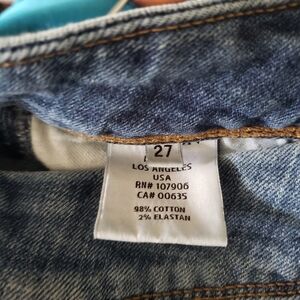 27
LOS ANGELES
USA
RN# 107906
CA# 00635
98% COTTON
2% ELASTAN